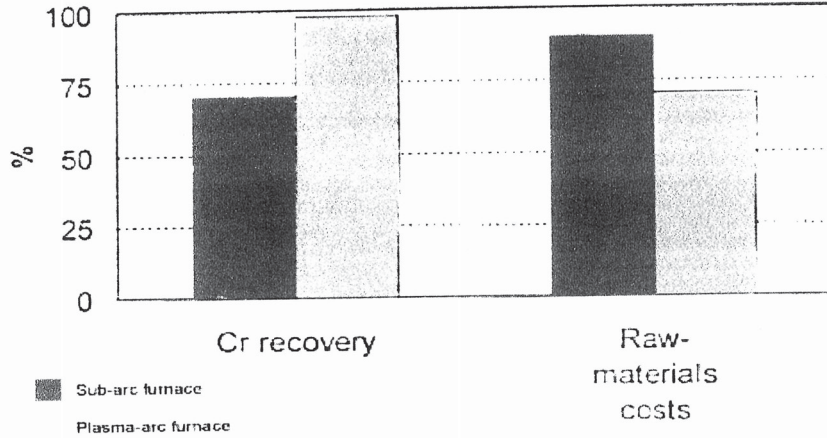 100
75
50
25
0
%
Cr recovery
Raw-
materials
costs
Sub-arc furnace
Plasma-arc furnace